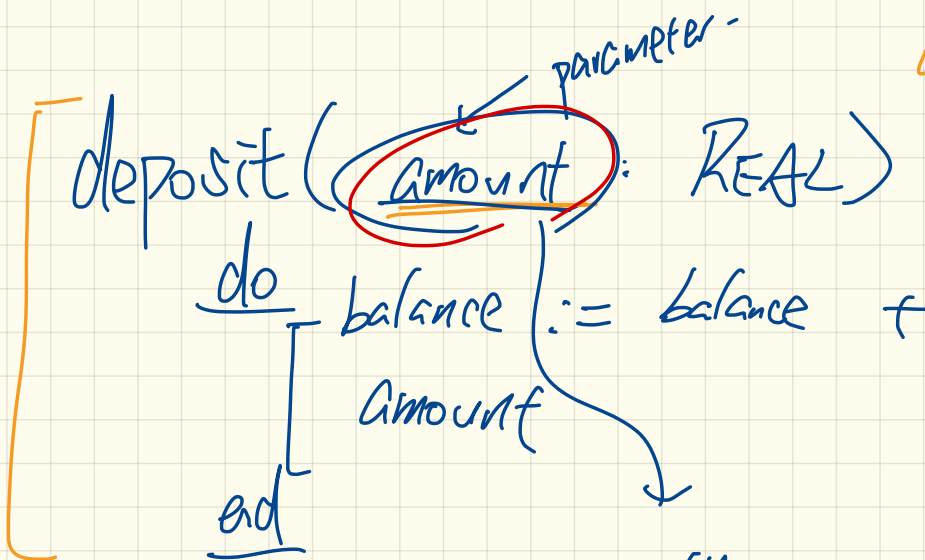 parameter
deposit(amount: REAL)
do
balance := balance +
amount
end